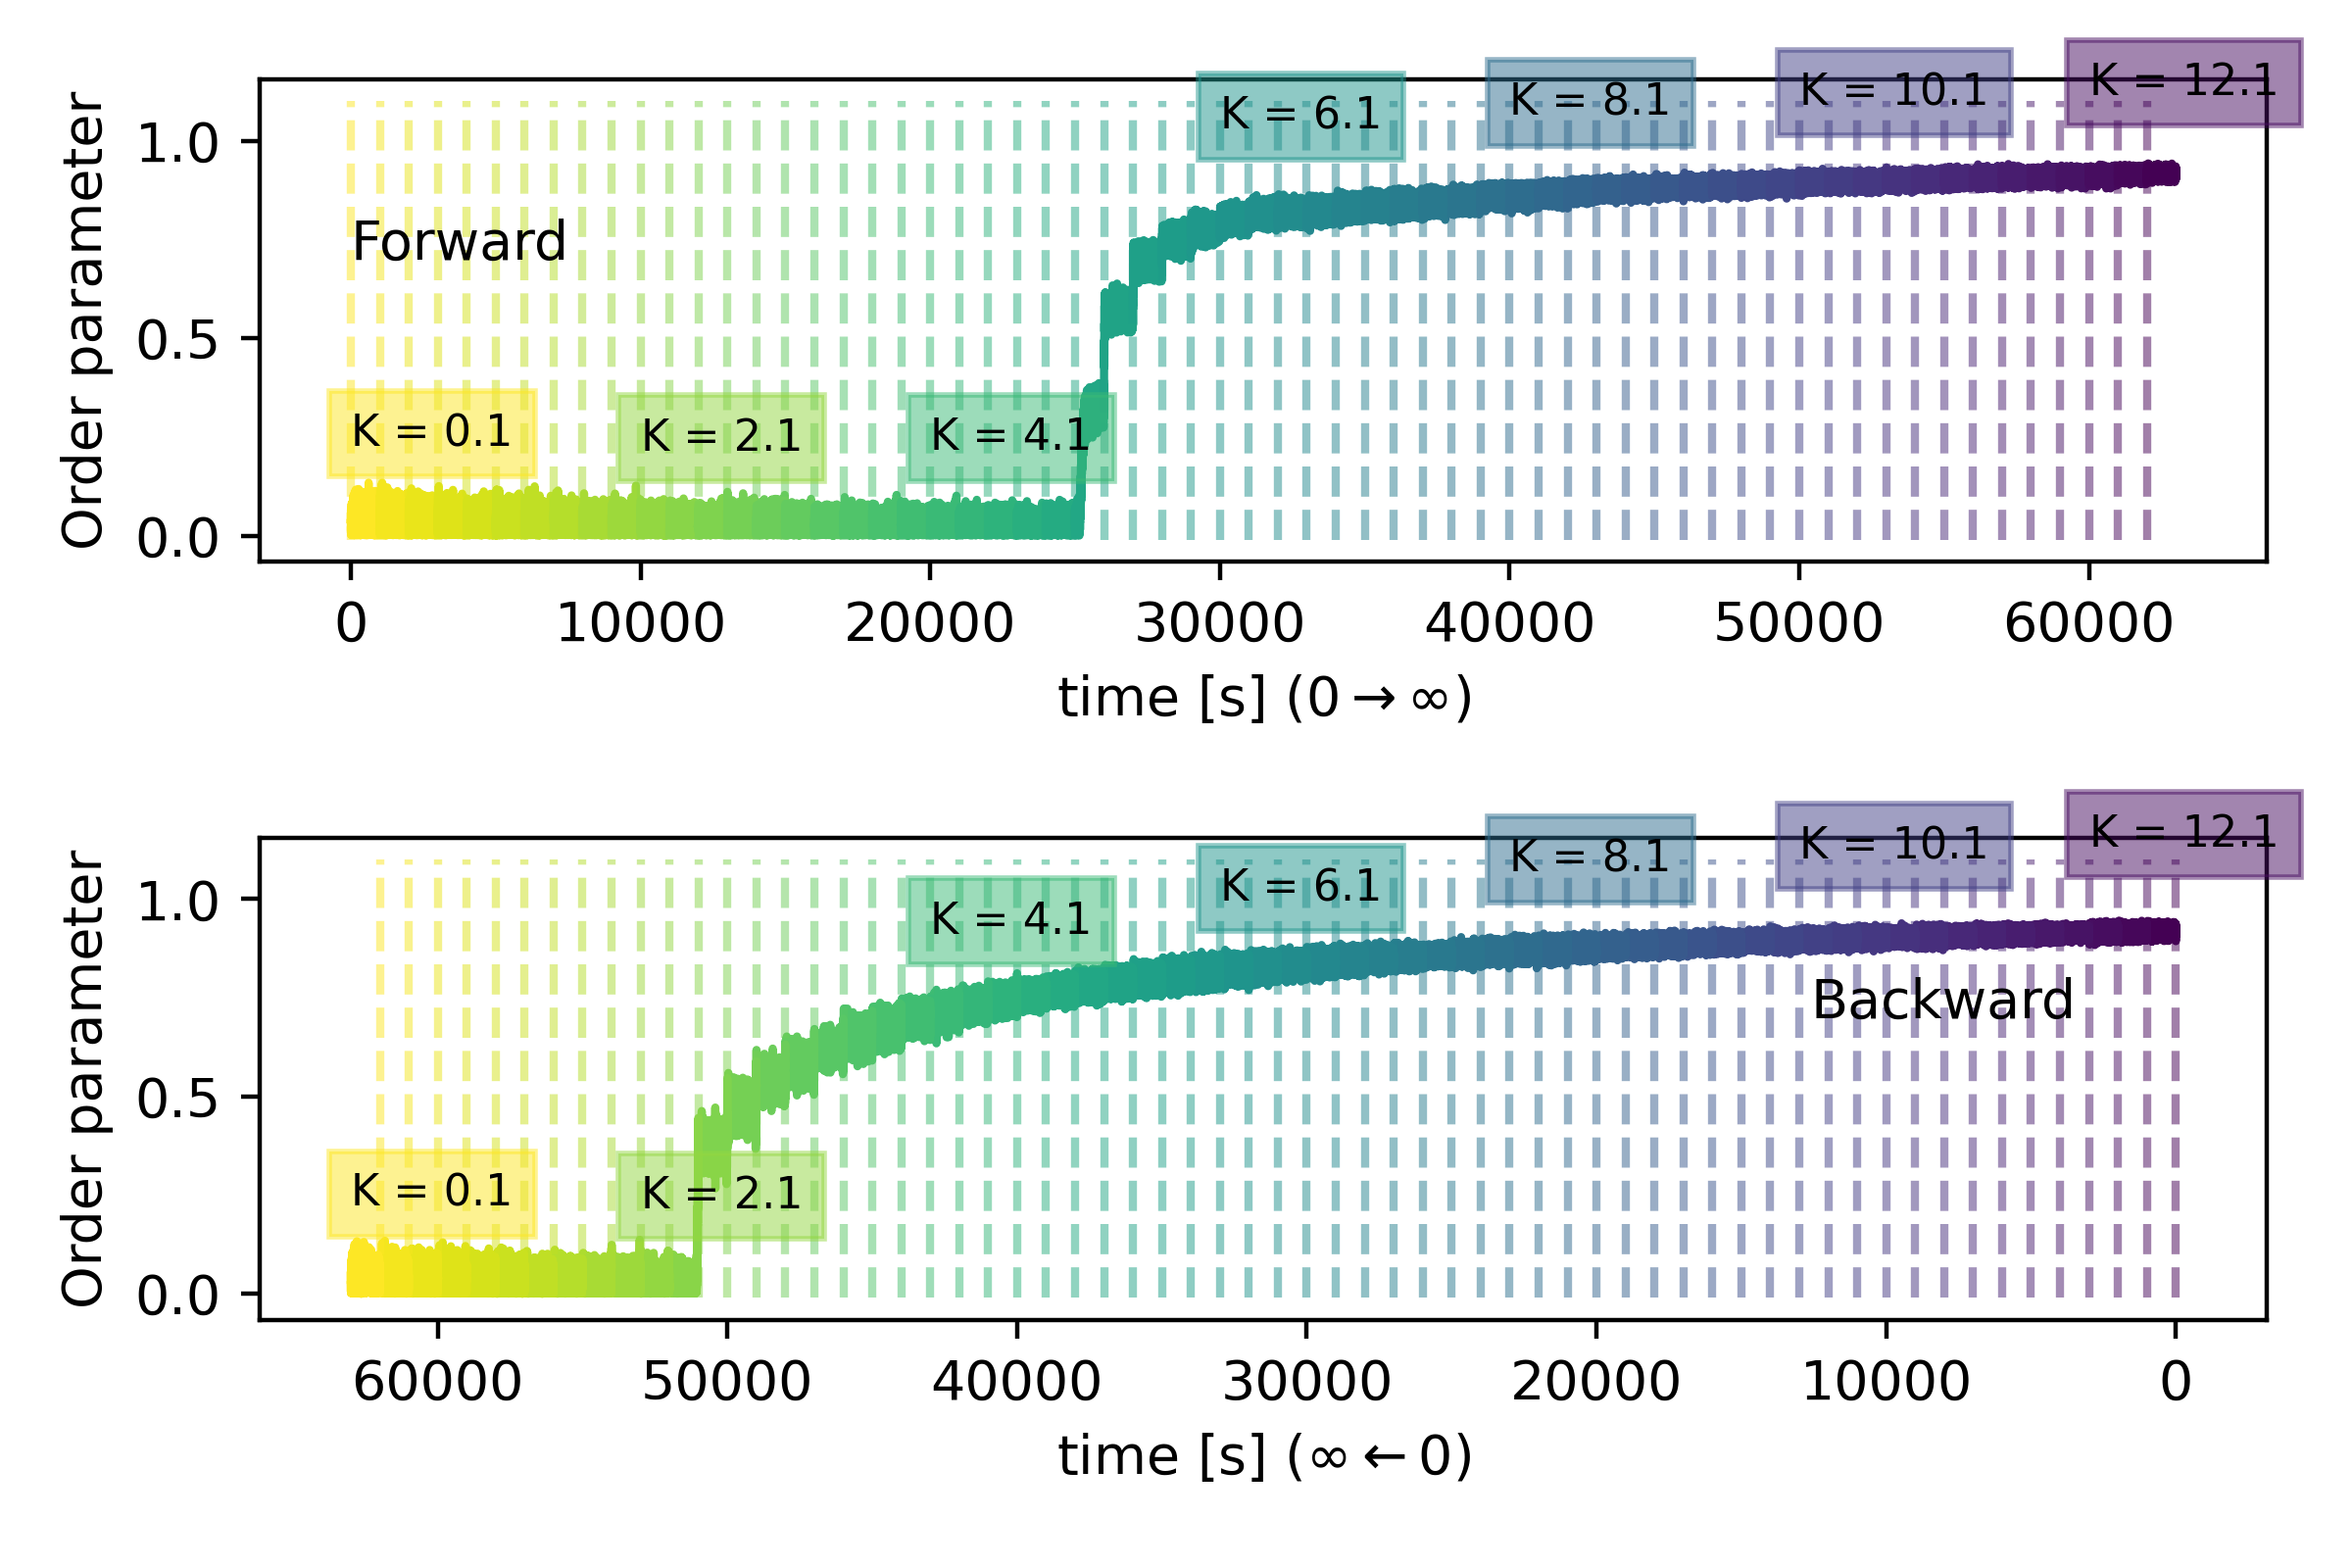 K = 12.1
K = 10.1
K = 8.1
K = 6.1
1.0
Forward
Order parameter
0.5
K = 0.1
K = 2.1
K = 4.1
0.0
0 10000 20000 30000 40000 50000 60000
time [s] (0 → ∞)
K = 12.1
K = 10.1
K = 8.1
K = 6.1
K = 4.1
1.0
Backward
Order parameter
0.5
K = 0.1
K = 2.1
0.0
60000 50000 40000 30000 20000 10000 0
time [s] (∞ ← 0)